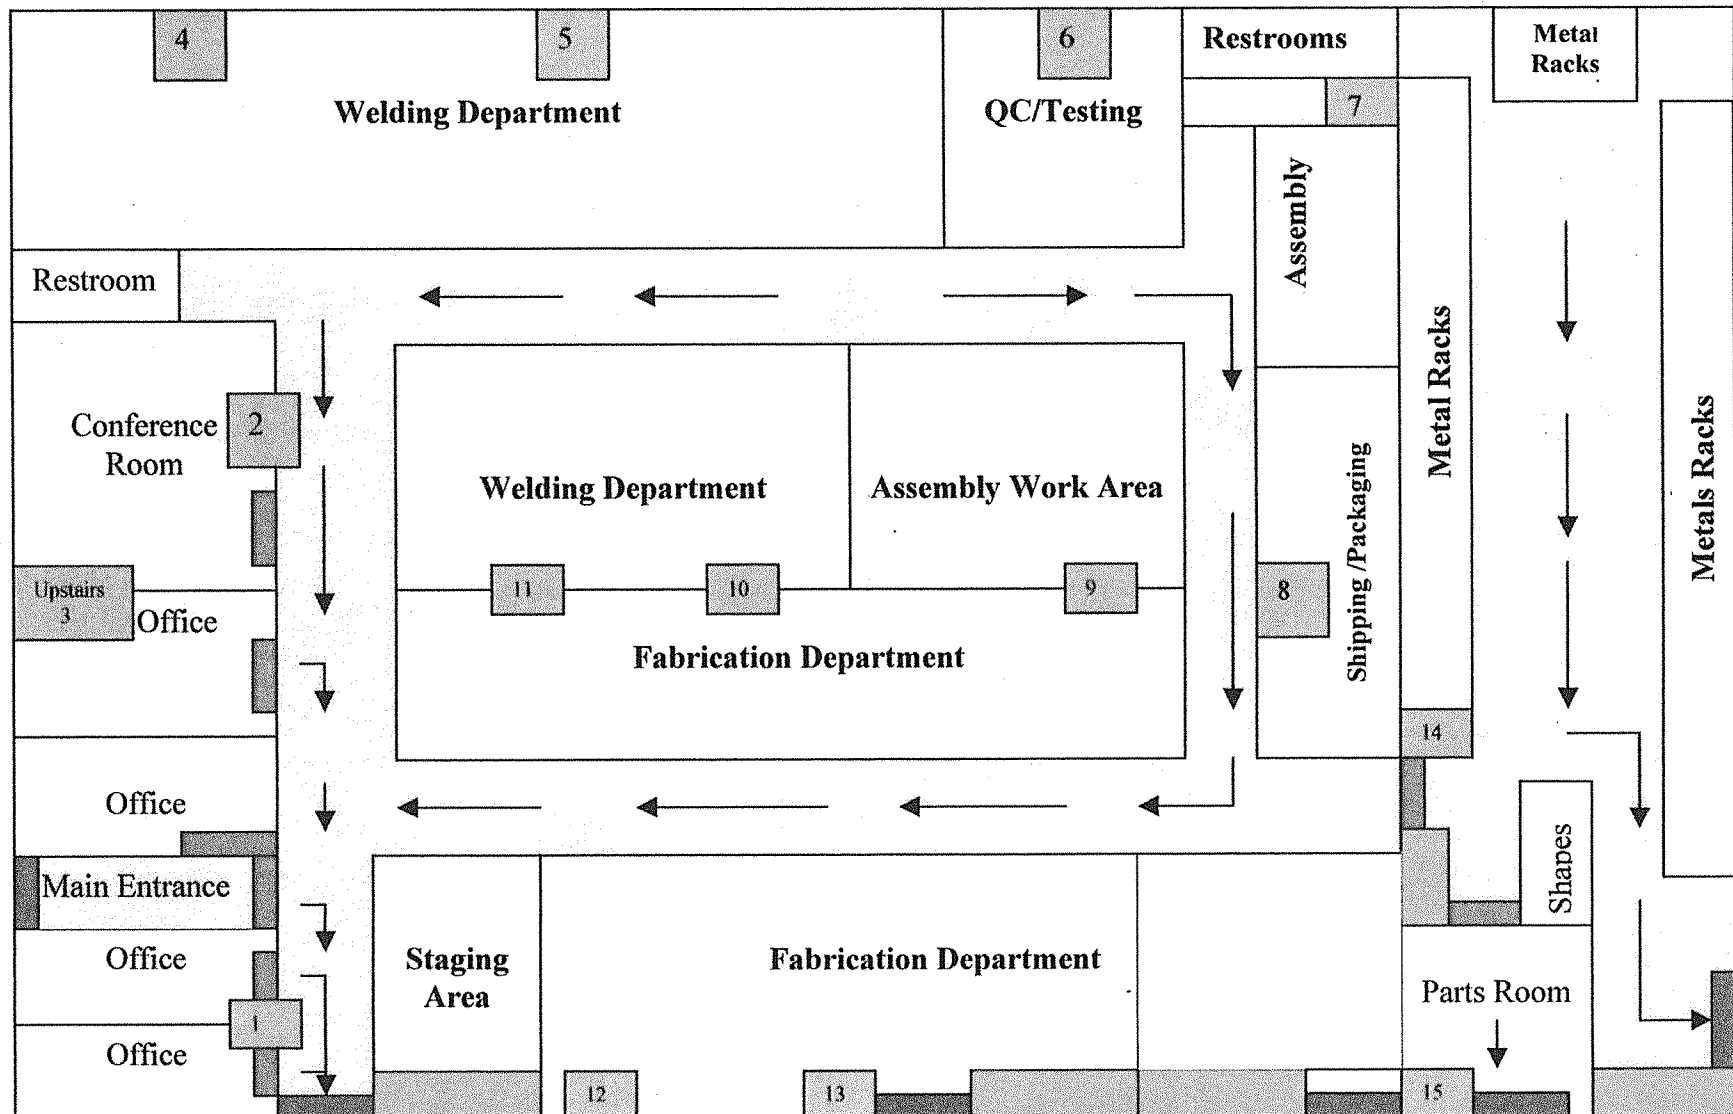 4
5
6
Restrooms
Metal
Racks
Welding Department
QC/Testing
7
Assembly
Restroom
Metal Racks
Metals Racks
2
Conference
Room
Welding Department
Assembly Work Area
Shipping /Packaging
Upstairs
3
Office
11
10
9
8
Fabrication Department
14
Office
Shapes
Main Entrance
Office
Staging
Area
Fabrication Department
Parts Room
1
Office
12
13
15